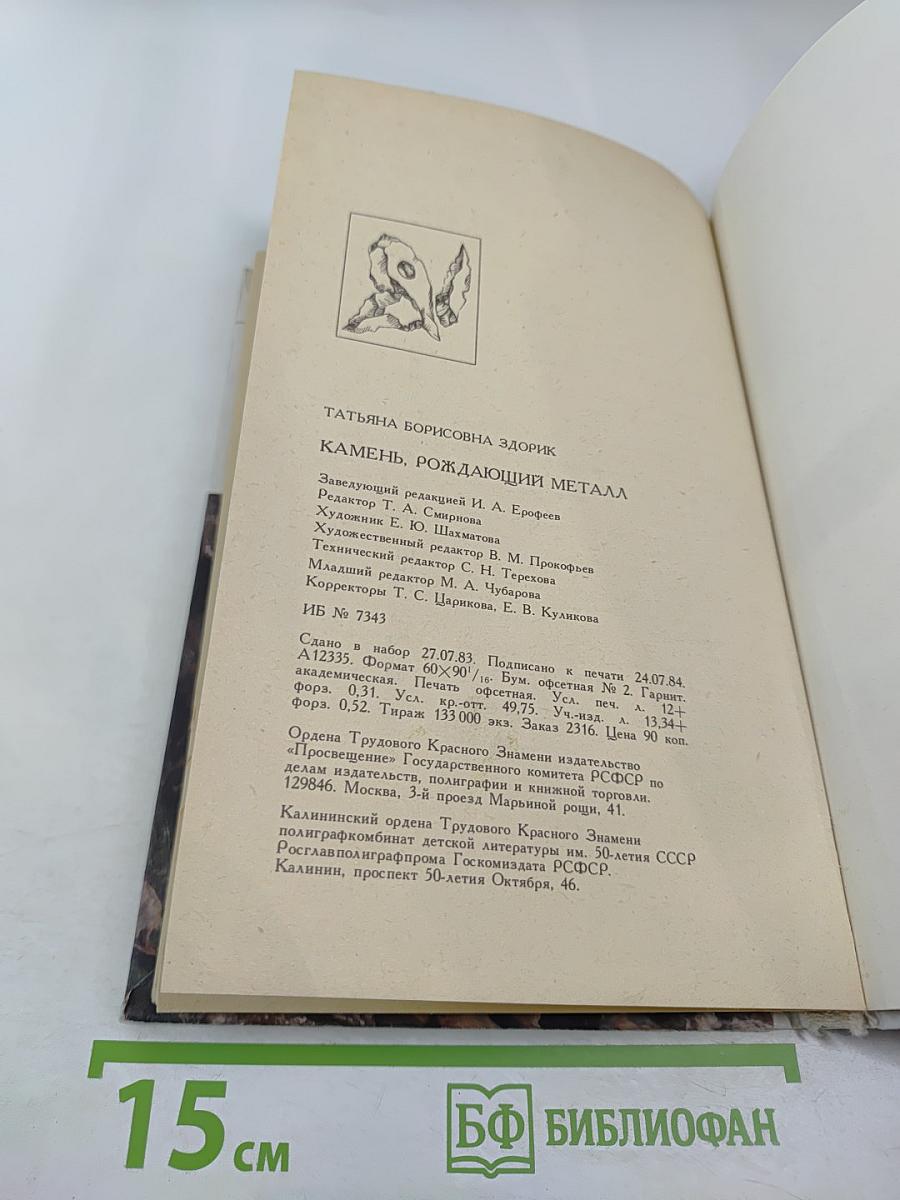 ТАТЬЯНА БОРИСОВНА ЗДОРИК
КАМЕНЬ, РОЖДАЮЩИЙ МЕТАЛЛ
Заведующий редакцией И. А. Ерофеев
Редактор Т. А. Смирнова
Художник Е. Ю. Шахматова
Художественный редактор В. М. Прокофьев
Технический редактор С. Н. Терехова
Младший редактор М. А. Чубарова
Корректоры Т. С. Царикова, Е. В. Куликова
ИБ № 7343
Сдано в набор 27.07.83. Подписано к печати 24.07.84.
А12335. Формат 60×90¹/₁₆. Бум. офсетная № 2. Гарнит.
академическая. Печать офсетная. Усл. печ. л. 12+
форз. 0,31. Усл. кр.-отт. 49,75. Уч.-изд. л. 13,34+
форз. 0,52. Тираж 133 000 экз. Заказ 2316. Цена 90 коп.
Ордена Трудового Красного Знамени издательство
«Просвещение» Государственного комитета РСФСР по
делам издательств, полиграфии и книжной торговли.
129846. Москва, 3-й проезд Марьиной рощи, 41.
Калининский ордена Трудового Красного Знамени
полиграфкомбинат детской литературы им. 50-летия СССР
Росглавполиграфпрома Госкомиздата РСФСР.
Калинин, проспект 50-летия Октября, 46.
15 см
БФ БИБЛИОФАН